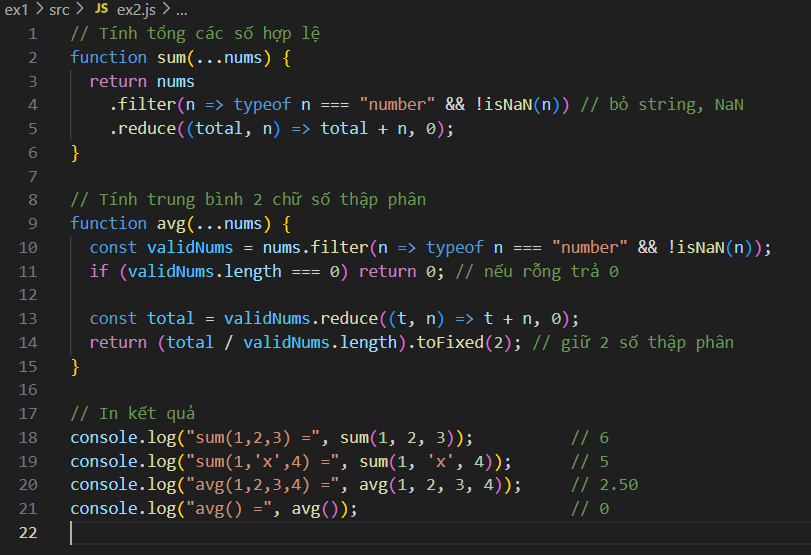 ex1 > src > JS ex2.js > ...
1 // Tính tổng các số hợp lệ
2 function sum(...nums) {
3   return nums
4     .filter(n => typeof n === "number" && !isNaN(n)) // bỏ string, NaN
5     .reduce((total, n) => total + n, 0);
6 }
7
8 // Tính trung bình 2 chữ số thập phân
9 function avg(...nums) {
10   const validNums = nums.filter(n => typeof n === "number" && !isNaN(n));
11   if (validNums.length === 0) return 0; // nếu rỗng trả 0
12
13   const total = validNums.reduce((t, n) => t + n, 0);
14   return (total / validNums.length).toFixed(2); // giữ 2 số thập phân
15 }
16
17 // In kết quả
18 console.log("sum(1,2,3) =", sum(1, 2, 3));         // 6
19 console.log("sum(1,'x',4) =", sum(1, 'x', 4));     // 5
20 console.log("avg(1,2,3,4) =", avg(1, 2, 3, 4));    // 2.50
21 console.log("avg() =", avg());                     // 0
22